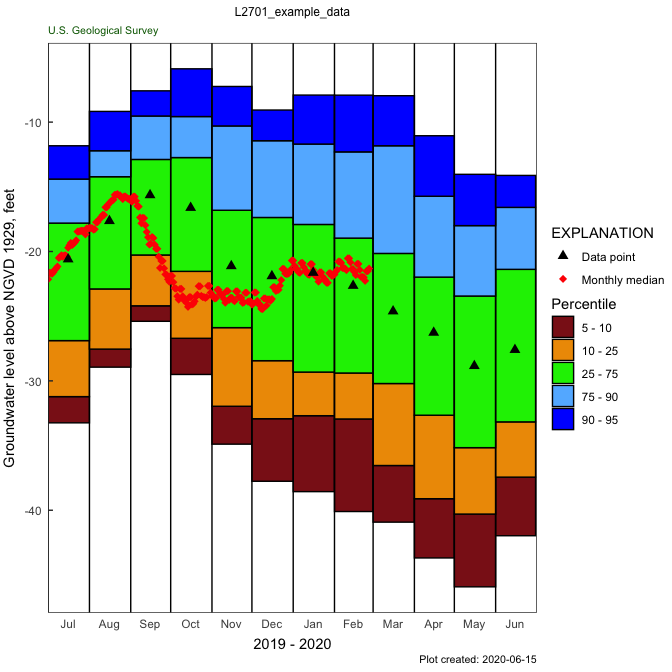 L2701_example_data
U.S. Geological Survey
Groundwater level above NGVD 1929, feet
-10
-20
-30
-40
Jul Aug Sep Oct Nov Dec Jan Feb Mar Apr May Jun
2019 - 2020
EXPLANATION
Data point
Monthly median
Percentile
5 - 10
10 - 25
25 - 75
75 - 90
90 - 95
Plot created: 2020-06-15